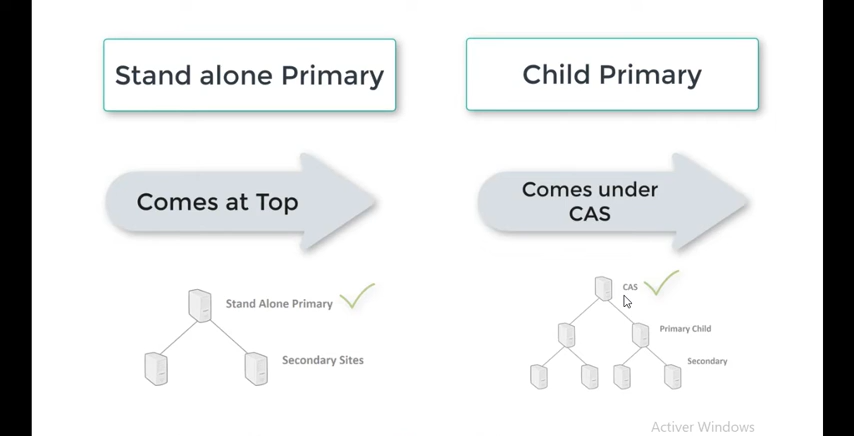 Stand alone Primary
Child Primary
Comes at Top
Comes under
CAS
Stand Alone Primary
Secondary Sites
CAS
Primary Child
Secondary
Activer Windows